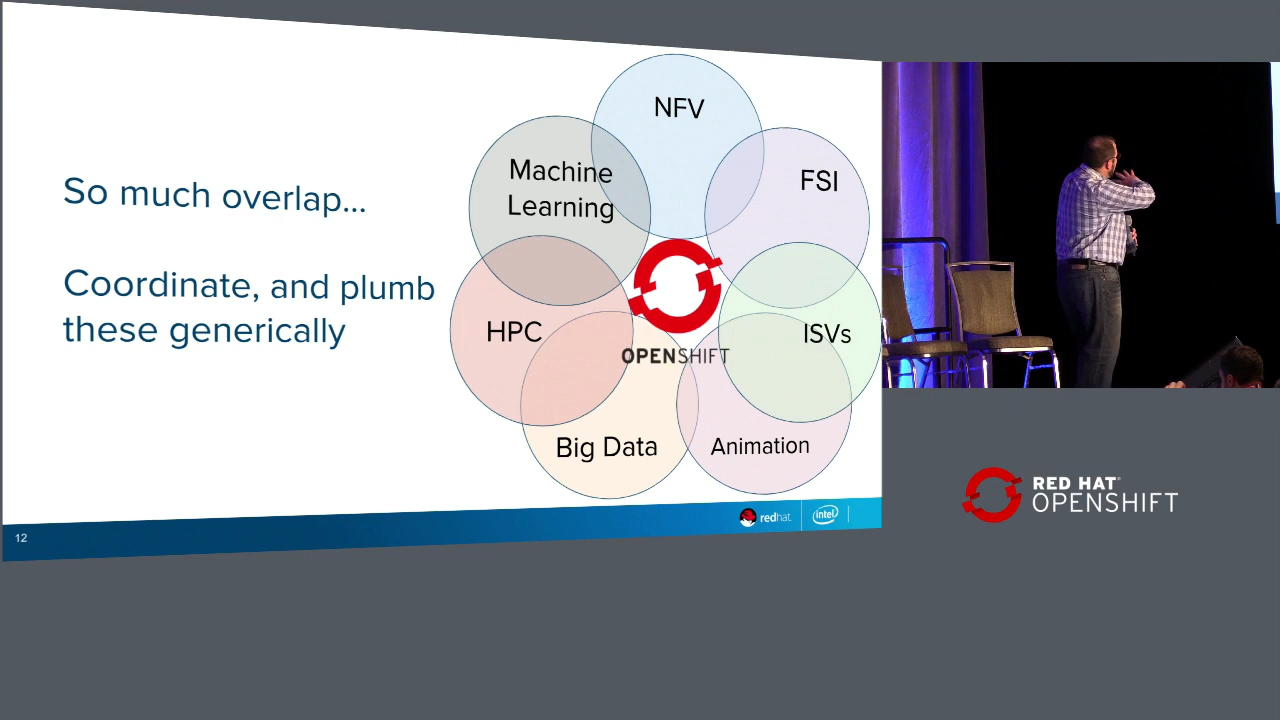 So much overlap...
Coordinate, and plumb
these generically
NFV
Machine
Learning
FSI
HPC
ISVs
OPENSHIFT
Big Data
Animation
12
redhat.
intel
RED HAT®
OPENSHIFT